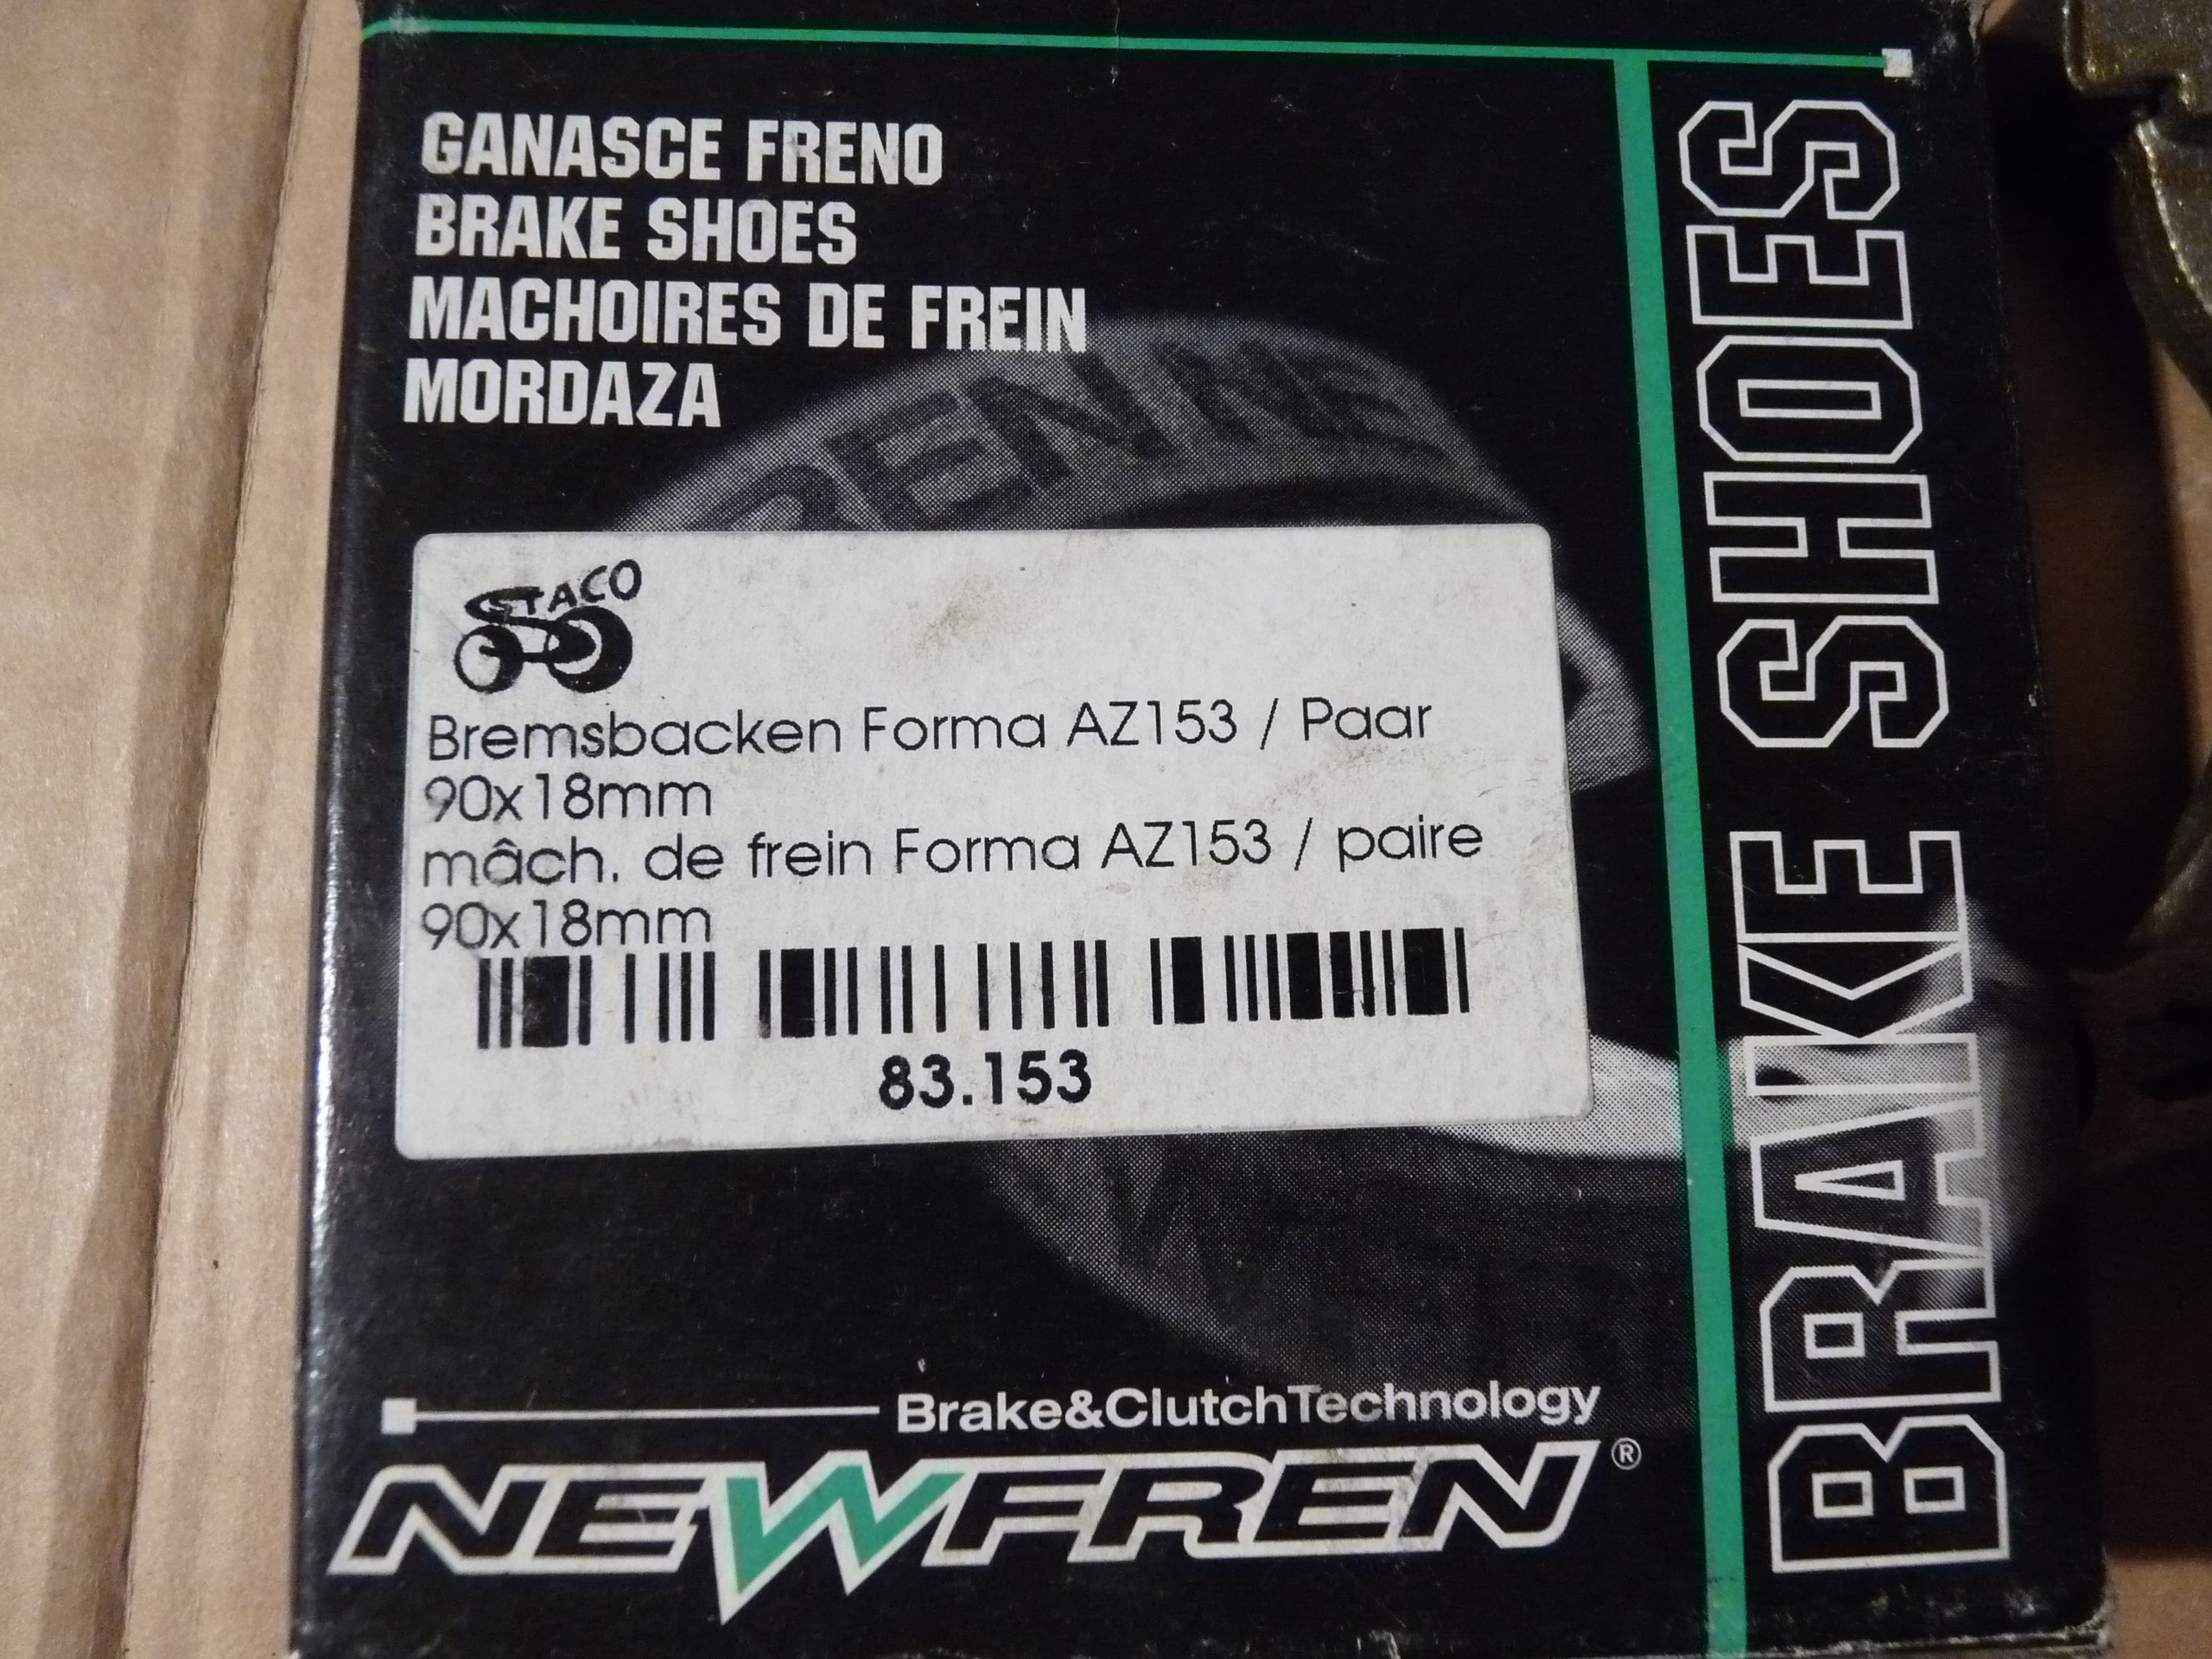 GANASCE FRENO
BRAKE SHOES
MACHOIRES DE FREIN
MORDAZA
STACO
Bremsbacken Forma AZ153 / Paar
90x18mm
mâch. de frein Forma AZ153 / paire
90x18mm
83.153
Brake&ClutchTechnology
NEWFREN®
BRAKE SHOES